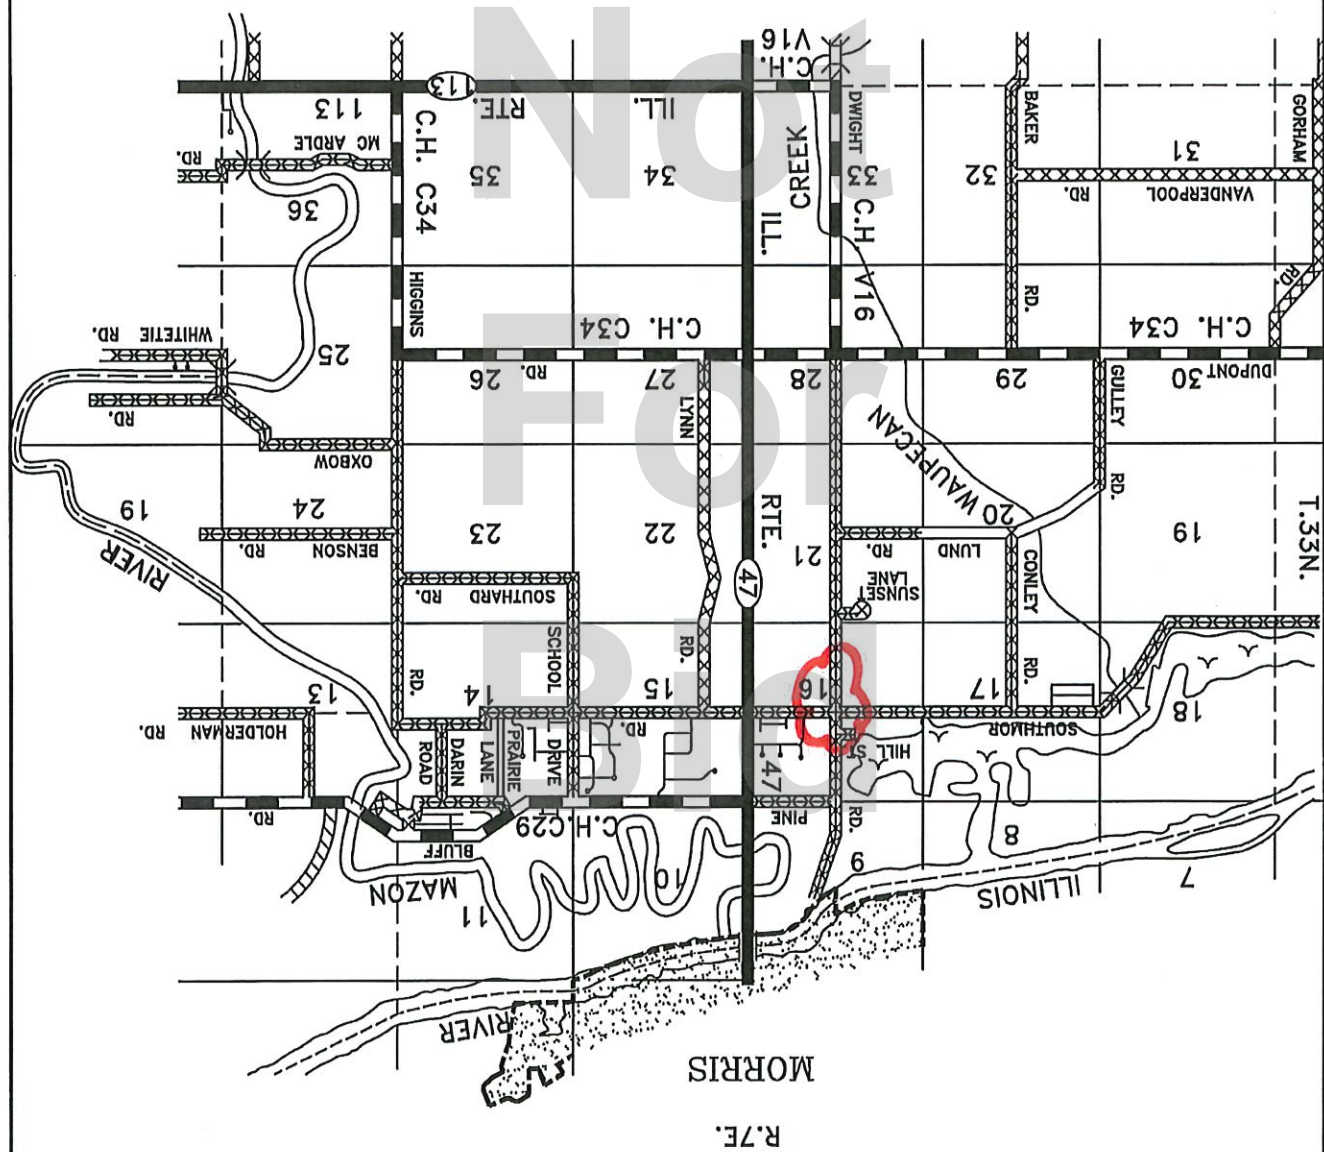 R.7E.
MORRIS
RIVER
ILLINOIS
7
8
9
10
11
MAZON
BLUFF
RD.
C.H. C29
PINE
RD.
47
HILL
ST
SOUTHMOR
RD.
HOLDERMAN
RD.
ROAD
DARIN
LANE
PRAIRIE
DRIVE
SCHOOL
18
17
16
15
14
13
RD.
RD.
RD.
T.33N.
19
20
21
22
23
24
19
CONLEY
LUND
RD.
SUNSET
LANE
47
RTE.
SOUTHARD
RD.
BENSON
RD.
RIVER
WAUPECAN
GULLEY
RD.
LYNN
OXBOW
RD.
30
29
28
27
26
25
DUPONT
RD.
C.H. C34
C.H. C34
WHITETIE
RD.
RD.
RD.
C.H. V16
DWIGHT
ILL.
CREEK
HIGGINS
C.H. C34
31
32
33
34
35
36
GORHAM
VANDERPOOL
RD.
BAKER
MC ARDLE
RD.
ILL.
RTE.
113
113
C.H.
V16
Not
For
Bid